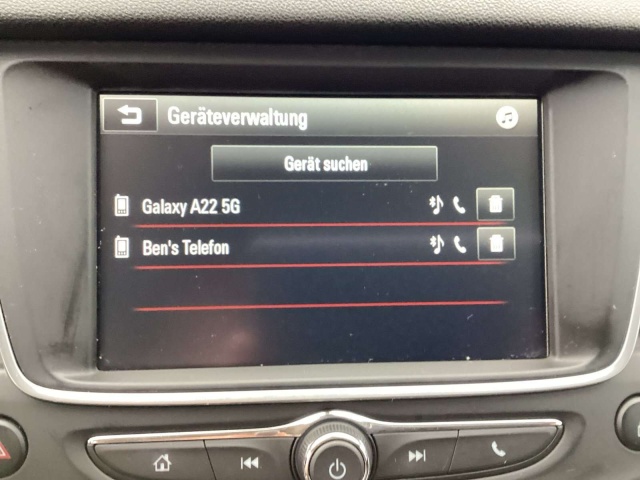 Geräteverwaltung
Gerät suchen
Galaxy A22 5G
Ben's Telefon